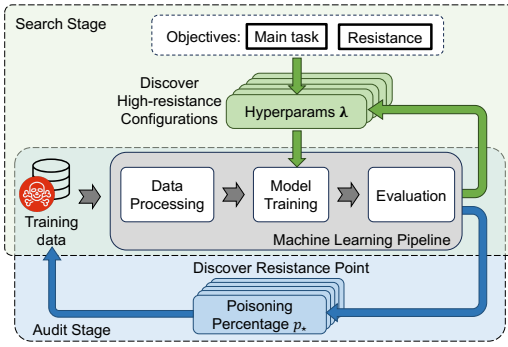 Search Stage
Objectives: Main task Resistance
Discover
High-resistance
Configurations
Hyperparams λ
Training
data
Data
Processing
Model
Training
Evaluation
Machine Learning Pipeline
Discover Resistance Point
Poisoning
Percentage p⋆
Audit Stage